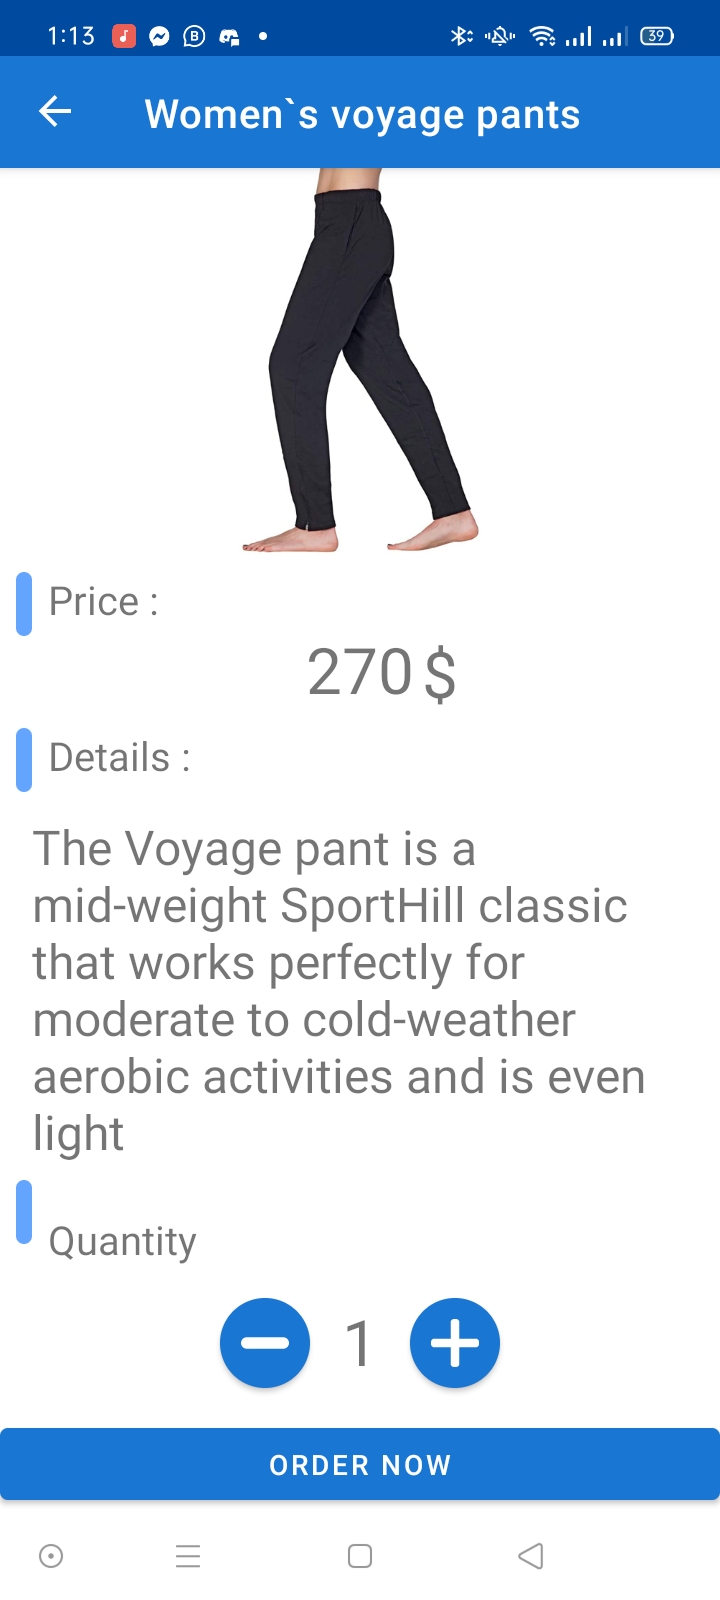 1:13
39
Women`s voyage pants
Price :
270 $
Details :
The Voyage pant is a
mid-weight SportHill classic
that works perfectly for
moderate to cold-weather
aerobic activities and is even
light
Quantity
1
ORDER NOW